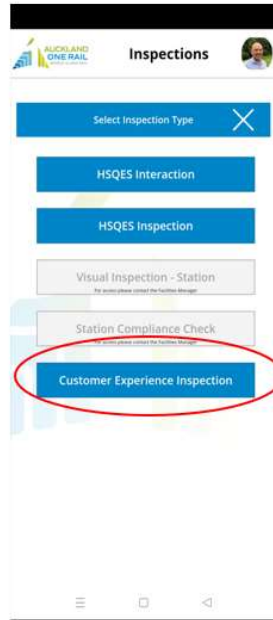 AUCKLAND
ONE RAIL
Inspections
Select Inspection Type
HSQES Interaction
HSQES Inspection
Visual Inspection - Station
For access please contact the Facilities Manager
Station Compliance Check
For access please contact the Facilities Manager
Customer Experience Inspection